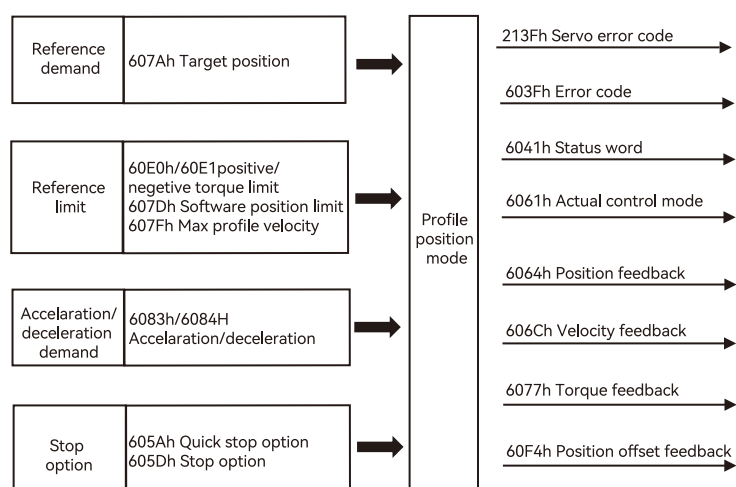 Reference
demand
607Ah Target position
Reference
limit
60E0h/60E1positive/
negetive torque limit
607Dh Software position limit
607Fh Max profile velocity
Accelaration/
deceleration
demand
6083h/6084H
Accelaration/deceleration
Stop
option
605Ah Quick stop option
605Dh Stop option
Profile
position
mode
213Fh Servo error code
603Fh Error code
6041h Status word
6061h Actual control mode
6064h Position feedback
606Ch Velocity feedback
6077h Torque feedback
60F4h Position offset feedback